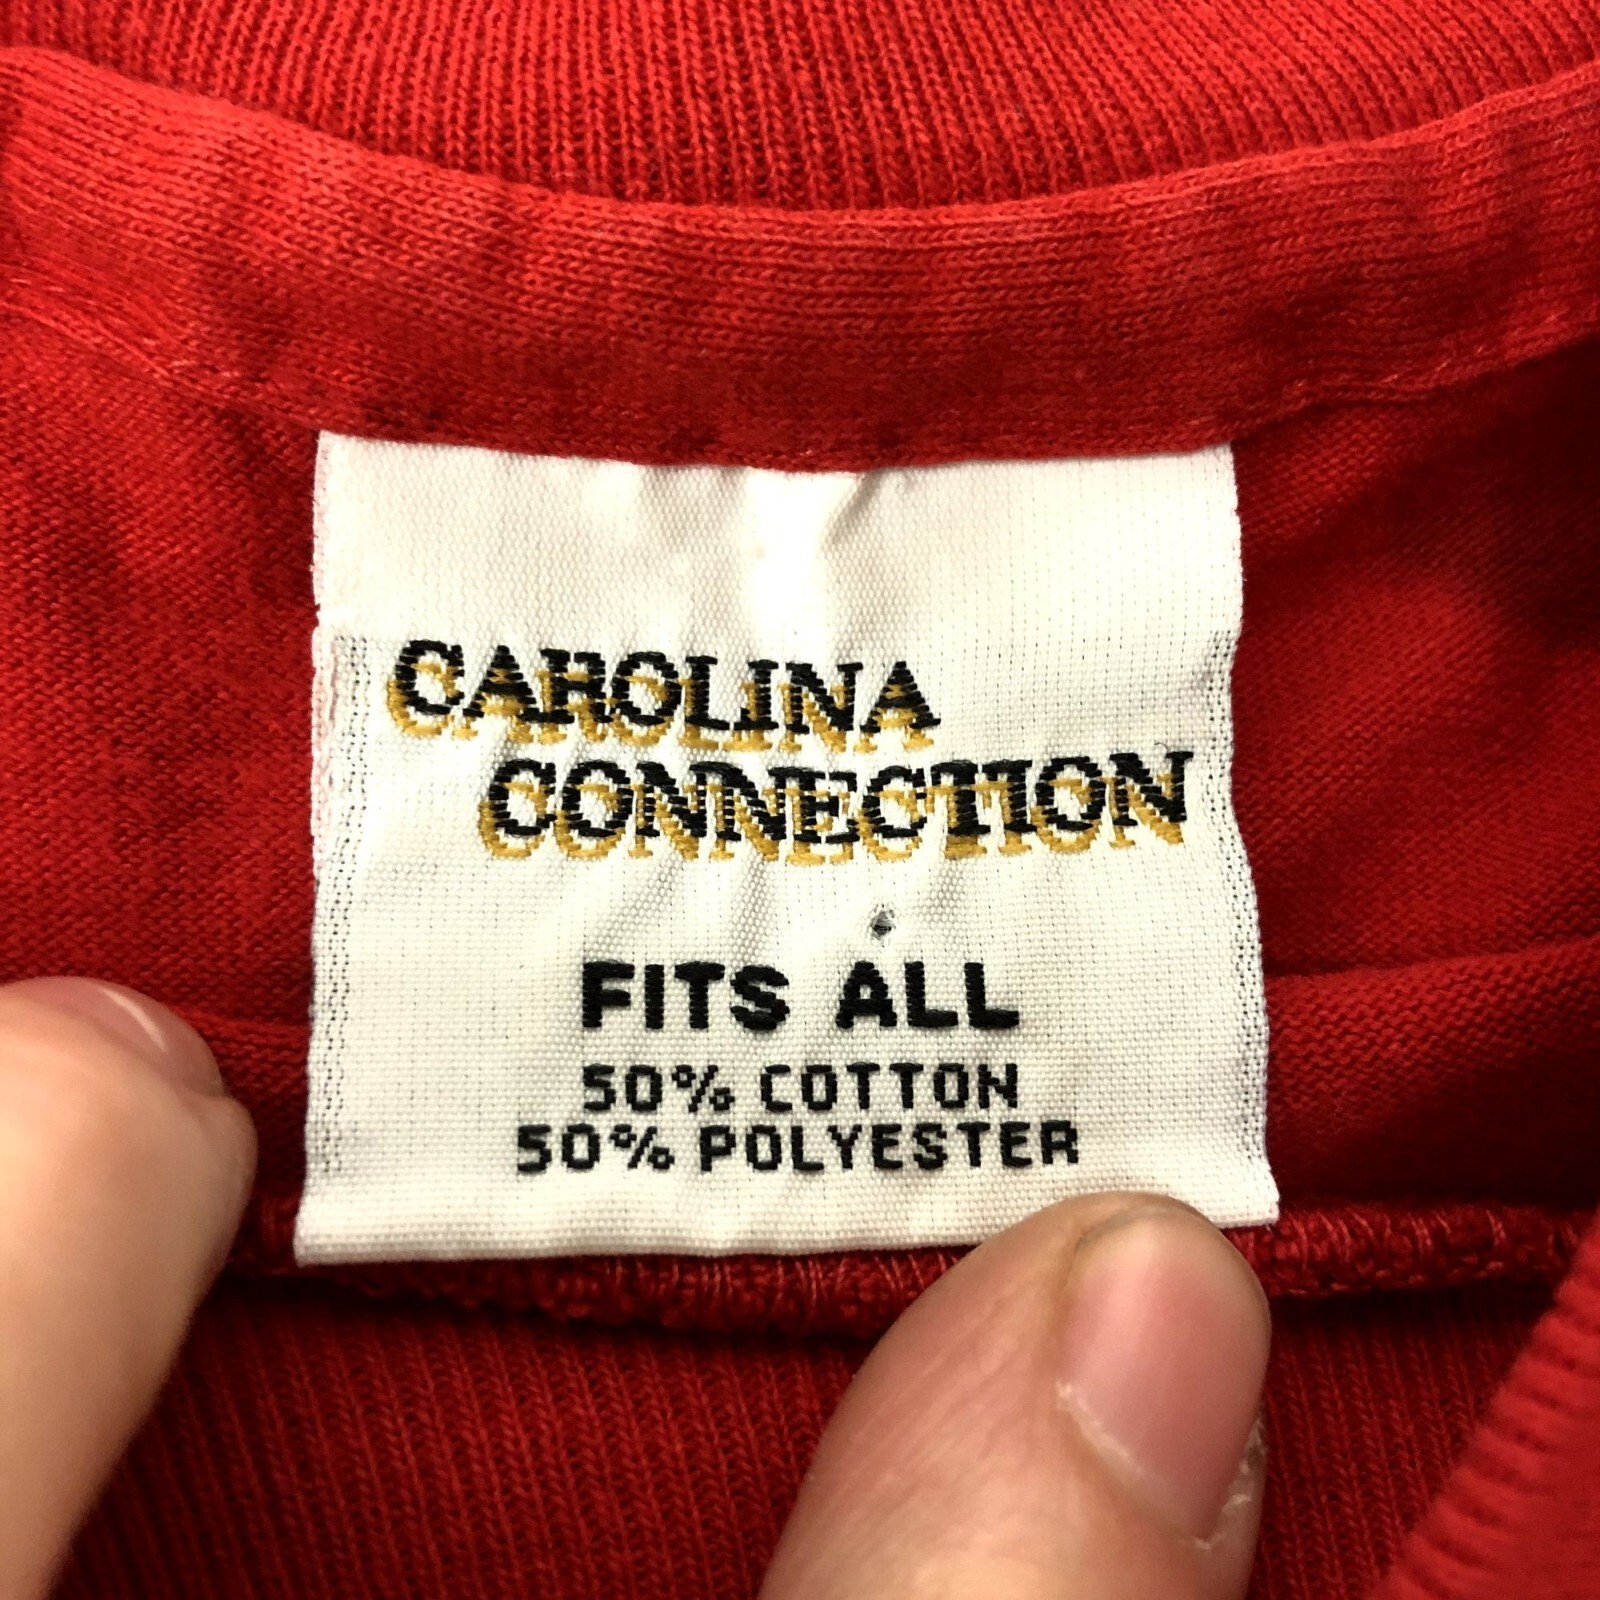 CAROLINA
CONNECTION
FITS ALL
50% COTTON
50% POLYESTER